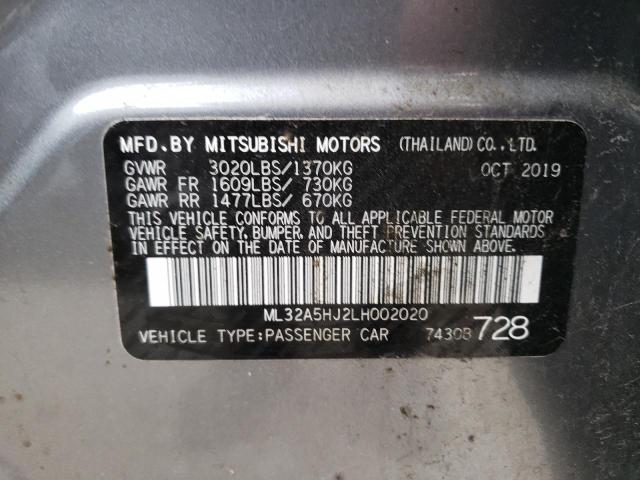 MFD.BY MITSUBISHI MOTORS (THAILAND)CO.,LTD.
GVWR 3020LBS/1370KG OCT 2019
GAWR FR 1609LBS/ 730KG
GAWR RR 1477LBS/ 670KG
THIS VEHICLE CONFORMS TO ALL APPLICABLE FEDERAL MOTOR
VEHICLE SAFETY, BUMPER, AND THEFT PREVENTION STANDARDS
IN EFFECT ON THE DATE OF MANUFACTURE SHOWN ABOVE.
ML32A5HJ2LH002020
VEHICLE TYPE:PASSENGER CAR 7430B 728